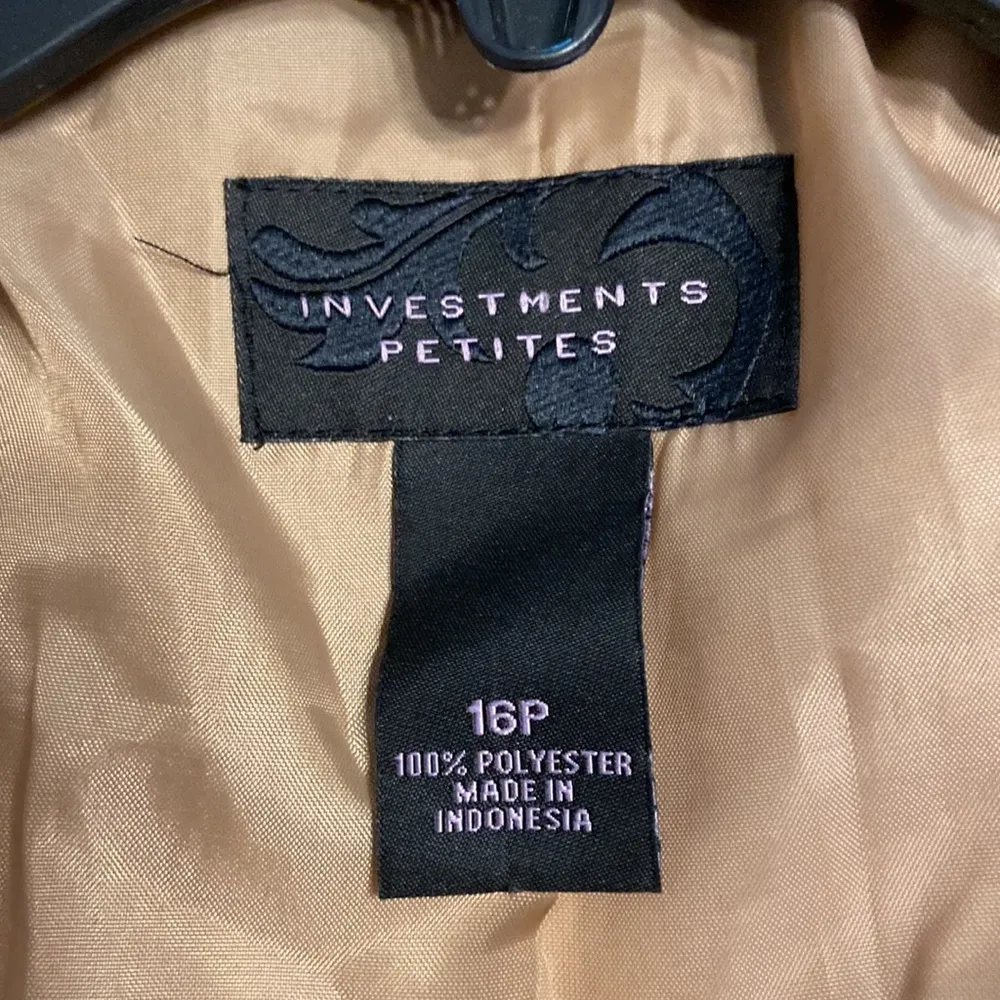 INVESTMENTS
PETITES
16P
100% POLYESTER
MADE IN
INDONESIA